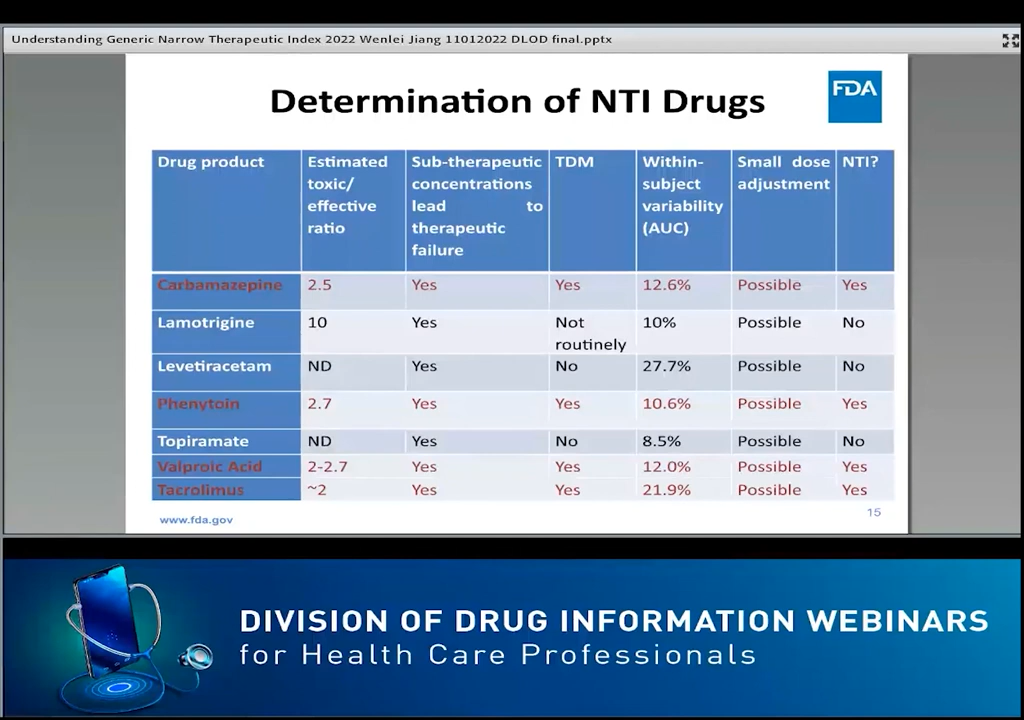 Understanding Generic Narrow Therapeutic Index 2022 Wenlei Jiang 11012022 DLOD final.pptx
Determination of NTI Drugs
FDA
Drug product
Estimated
toxic/
effective
ratio
Sub-therapeutic
concentrations
lead to
therapeutic
failure
TDM
Within-
subject
variability
(AUC)
Small dose
adjustment
NTI?
Carbamazepine 2.5 Yes Yes 12.6% Possible Yes
Lamotrigine 10 Yes Not 10% Possible No
routinely
Levetiracetam ND Yes No 27.7% Possible No
Phenytoin 2.7 Yes Yes 10.6% Possible Yes
Topiramate ND Yes No 8.5% Possible No
Valproic Acid 2-2.7 Yes Yes 12.0% Possible Yes
Tacrolimus ~2 Yes Yes 21.9% Possible Yes
www.fda.gov
15
DIVISION OF DRUG INFORMATION WEBINARS
for Health Care Professionals